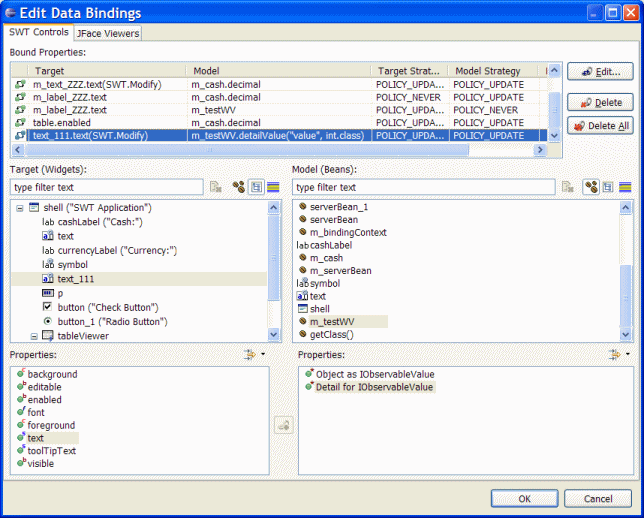 Edit Data Bindings
SWT Controls JFace Viewers
Bound Properties:
Target Model Target Strat... Model Strategy
m_text_ZZZ.text(SWT.Modify) m_cash.decimal POLICY_UPDA... POLICY_UPDATE
m_label_ZZZ.text m_cash.decimal POLICY_NEVER POLICY_UPDATE
m_label_ZZZ.text m_testWV POLICY_NEVER POLICY_UPDATE
table.enabled m_cash.decimal POLICY_UPDA... POLICY_UPDATE
text_111.text(SWT.Modify) m_testWV.detailValue("value", int.class) POLICY_UPDA... POLICY_UPDATE
Edit...
Delete
Delete All
Target (Widgets):
type filter text
shell ("SWT Application")
cashLabel ("Cash:")
text
currencyLabel ("Currency:")
symbol
text_111
p
button ("Check Button")
button_1 ("Radio Button")
tableViewer
Model (Beans):
type filter text
serverBean_1
serverBean
m_bindingContext
cashLabel
m_cash
m_serverBean
symbol
text
shell
m_testWV
getClass()
Properties:
background
editable
enabled
font
foreground
text
toolTipText
visible
Properties:
Object as IObservableValue
Detail for IObservableValue
OK Cancel